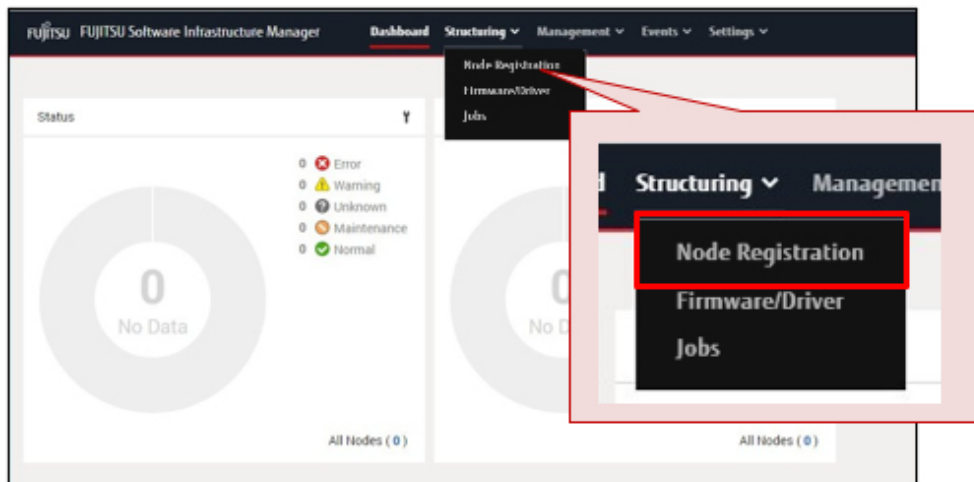 FUJITSU FUJITSU Software Infrastructure Manager Dashboard Structuring Management Events Settings
Node Registration
Firmware/Driver
Jobs
Status
0 Error
0 Warning
0 Unknown
0 Maintenance
0 Normal
0
No Data
All Nodes ( 0 )
0
No D
All Nodes ( 0 )
Structuring Managemen
Node Registration
Firmware/Driver
Jobs